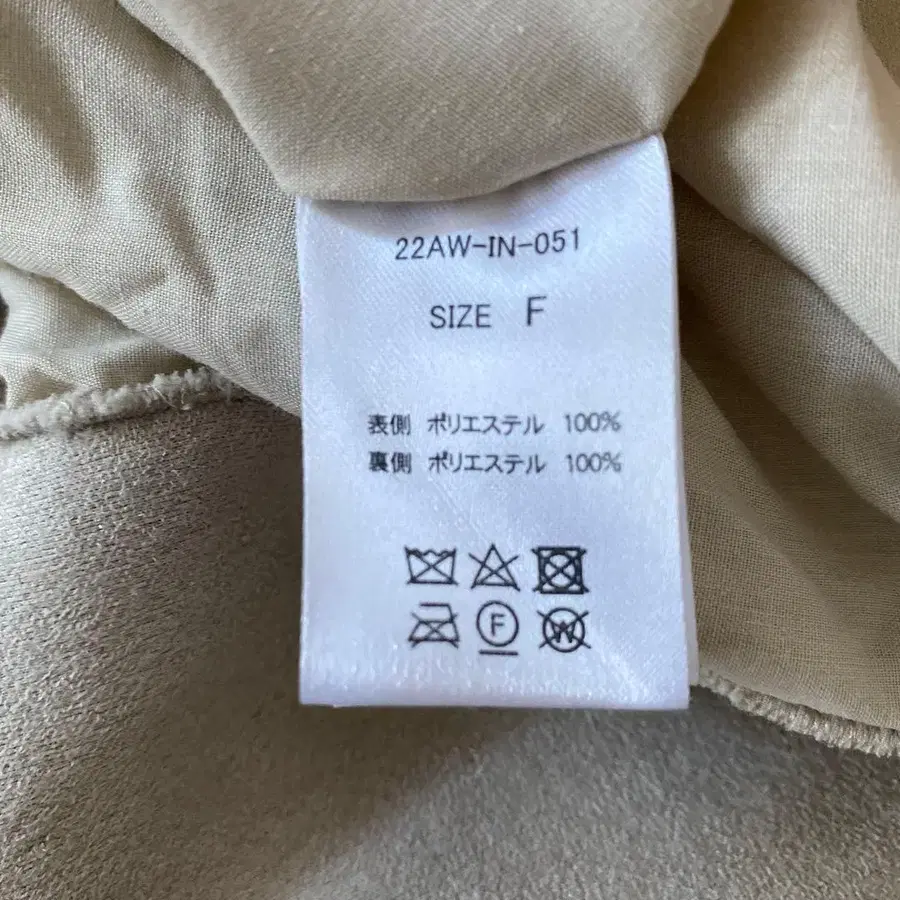 22AW-IN-051
SIZE F
表側 ポリエステル 100%
裏側 ポリエステル 100%
F W